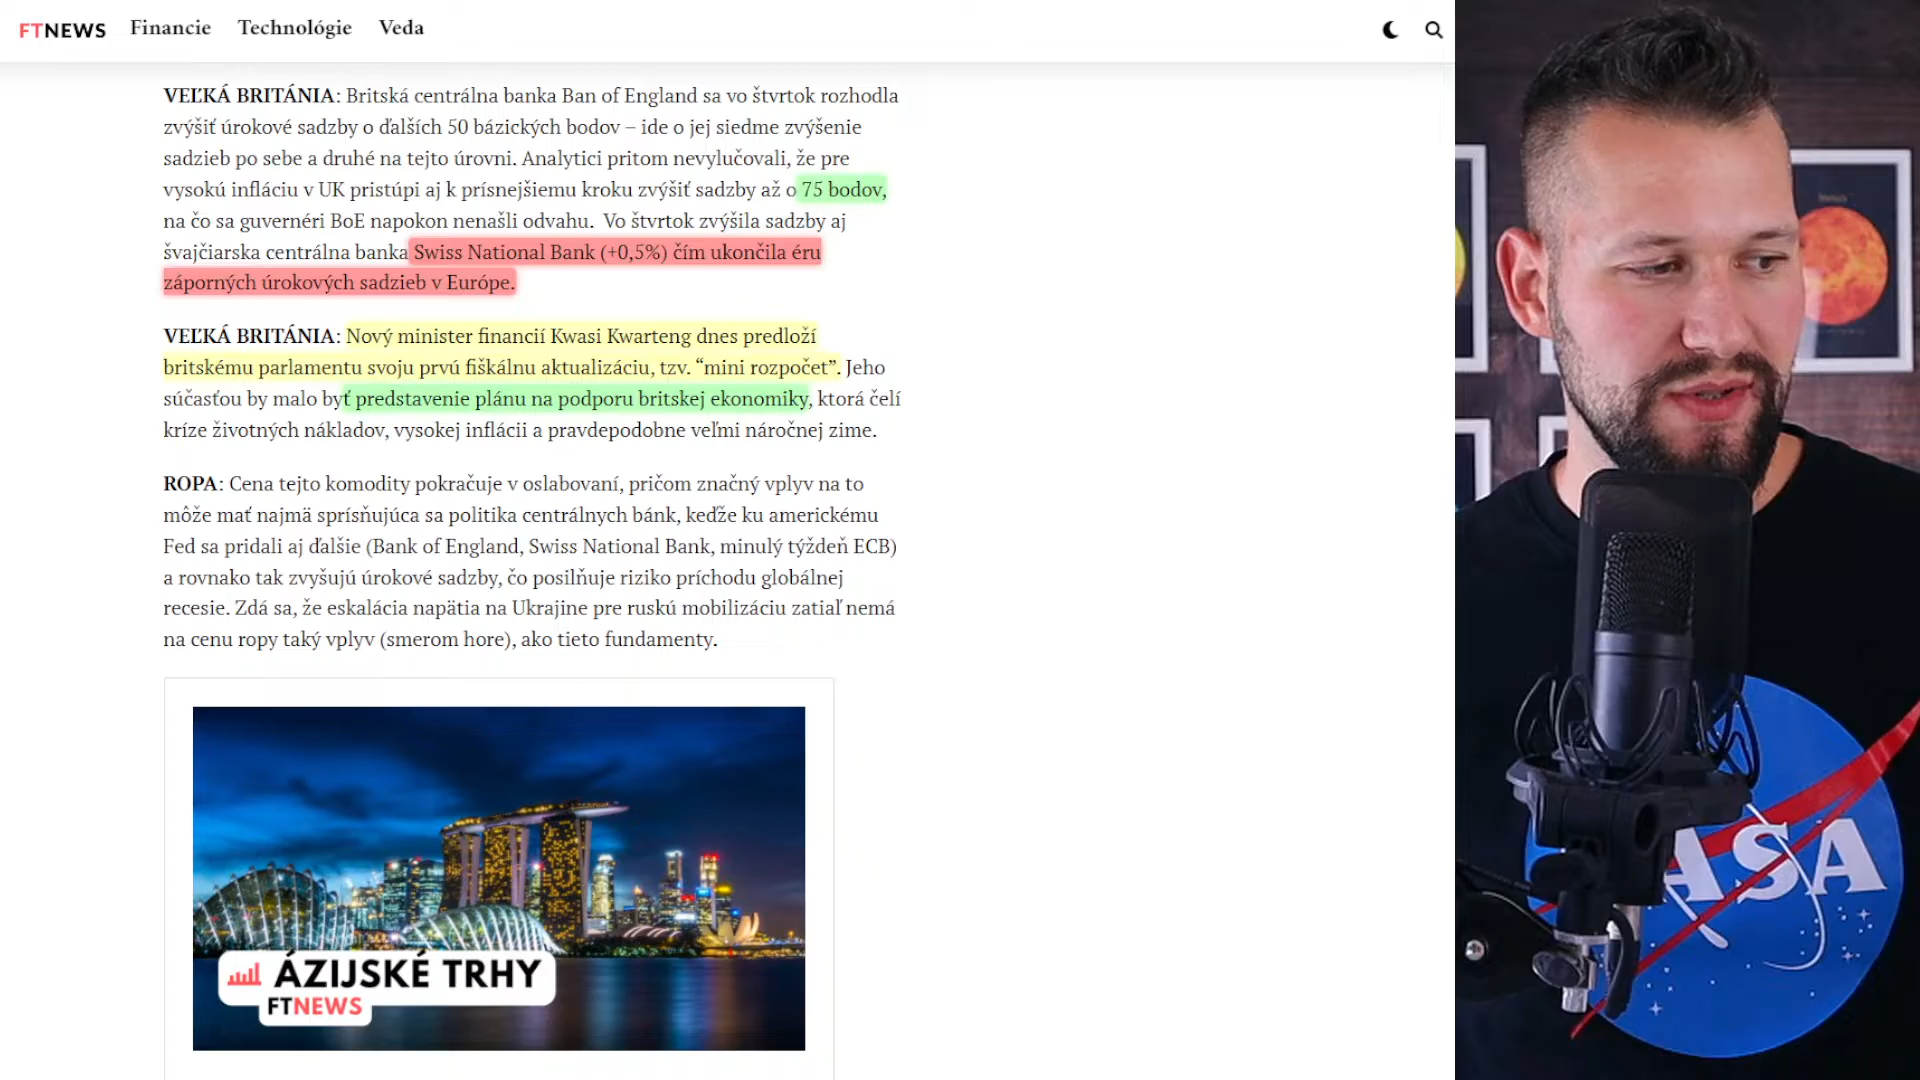 FTNEWS Financie Technológie Veda
VEĽKÁ BRITÁNIA: Britská centrálna banka Ban of England sa vo štvrtok rozhodla
zvýšiť úrokové sadzby o ďalších 50 bázických bodov – ide o jej siedme zvýšenie
sadzieb po sebe a druhé na tejto úrovni. Analytici pritom nevylučovali, že pre
vysokú infláciu v UK pristúpi aj k prísnejšiemu kroku zvýšiť sadzby až o 75 bodov,
na čo sa guvernéri BoE napokon nenašli odvahu. Vo štvrtok zvýšila sadzby aj
švajčiarska centrálna banka Swiss National Bank (+0,5%) čím ukončila éru
záporných úrokových sadzieb v Európe.
VEĽKÁ BRITÁNIA: Nový minister financií Kwasi Kwarteng dnes predloží
britskému parlamentu svoju prvú fiškálnu aktualizáciu, tzv. “mini rozpočet”. Jeho
súčasťou by malo byť predstavenie plánu na podporu britskej ekonomiky, ktorá čelí
kríze životných nákladov, vysokej inflácii a pravdepodobne veľmi náročnej zime.
ROPA: Cena tejto komodity pokračuje v oslabovaní, pričom značný vplyv na to
môže mať najmä sprísňujúca sa politika centrálnych bánk, keďže ku americkému
Fed sa pridali aj ďalšie (Bank of England, Swiss National Bank, minulý týždeň ECB)
a rovnako tak zvyšujú úrokové sadzby, čo posilňuje riziko príchodu globálnej
recesie. Zdá sa, že eskalácia napätia na Ukrajine pre ruskú mobilizáciu zatiaľ nemá
na cenu ropy taký vplyv (smerom hore), ako tieto fundamenty.
ÁZIJSKÉ TRHY
FTNEWS
NASA